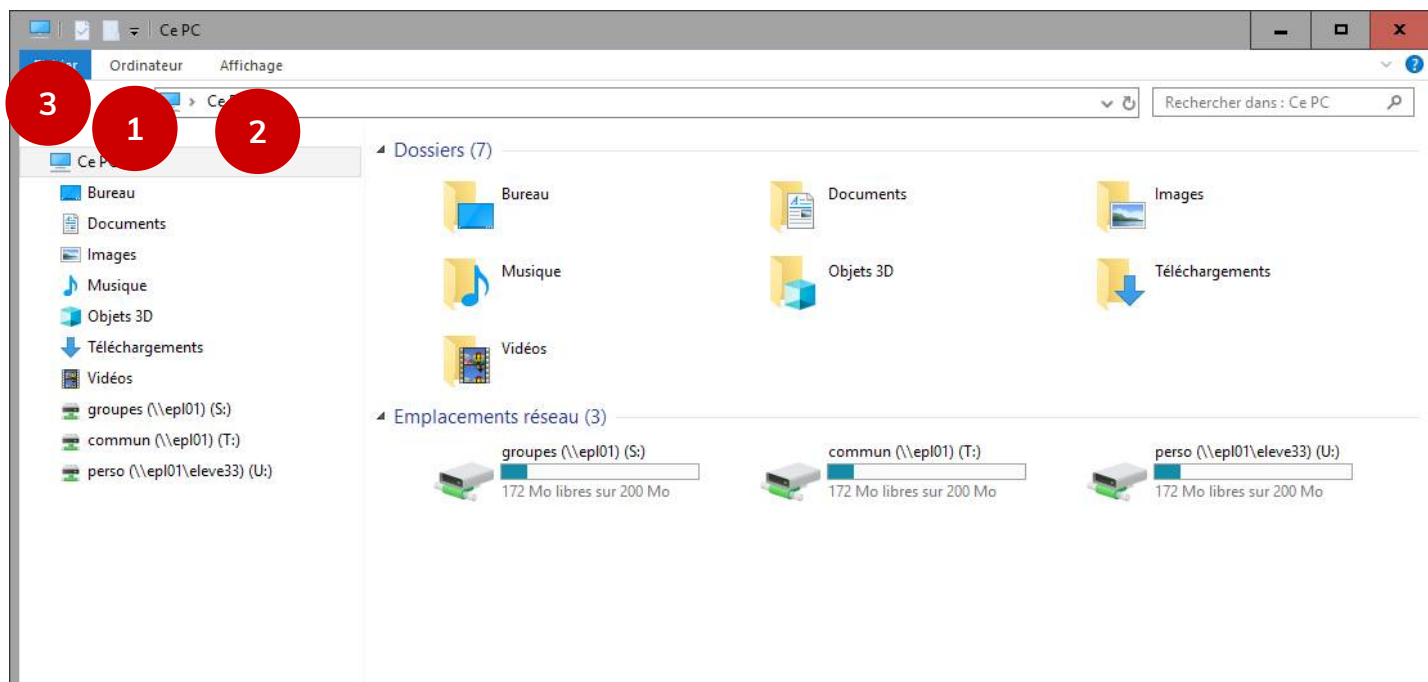 Ce PC
Ordinateur Affichage
3 1 2
Rechercher dans : Ce PC
Bureau
Documents
Images
Musique
Objets 3D
Téléchargements
Vidéos
groupes (\\epl01) (S:)
commun (\\epl01) (T:)
perso (\\epl01\eleve33) (U:)
Dossiers (7)
Bureau
Documents
Images
Musique
Objets 3D
Téléchargements
Vidéos
Emplacements réseau (3)
groupes (\\epl01) (S:)
172 Mo libres sur 200 Mo
commun (\\epl01) (T:)
172 Mo libres sur 200 Mo
perso (\\epl01\eleve33) (U:)
172 Mo libres sur 200 Mo